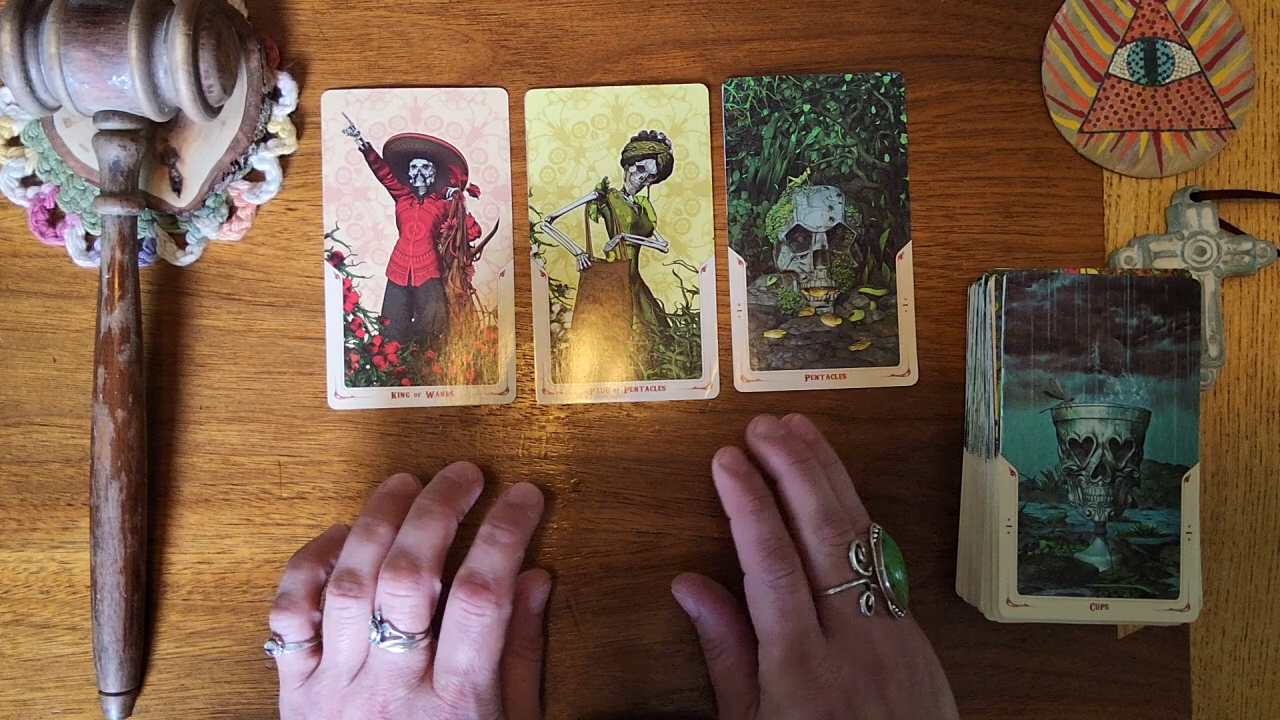 King of Wands
Page of Pentacles
I
I
Pentacles
I
I
Cups